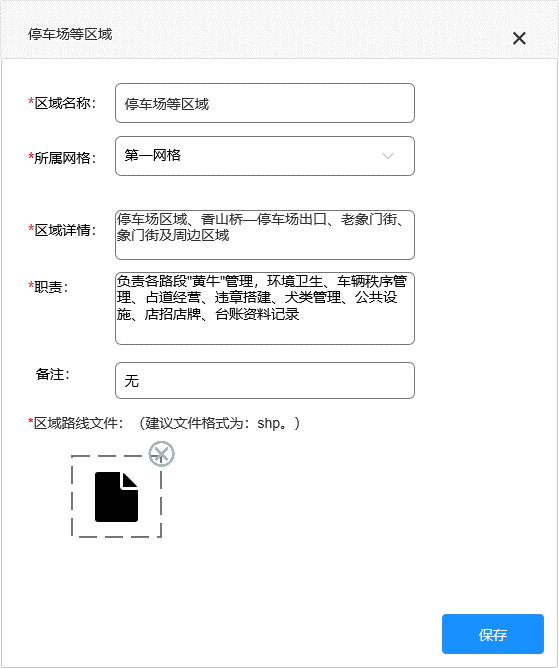 停车场等区域
*区域名称：
停车场等区域
*所属网格：
第一网格
*区域详情：
停车场区域、香山桥—停车场出口、老象门街、
象门街及周边区域
*职责：
负责各路段"黄牛"管理，环境卫生、车辆秩序管
理、占道经营、违章搭建、犬类管理、公共设
施、店招店牌、台账资料记录
备注：
无
*区域路线文件：（建议文件格式为：shp。）
保存